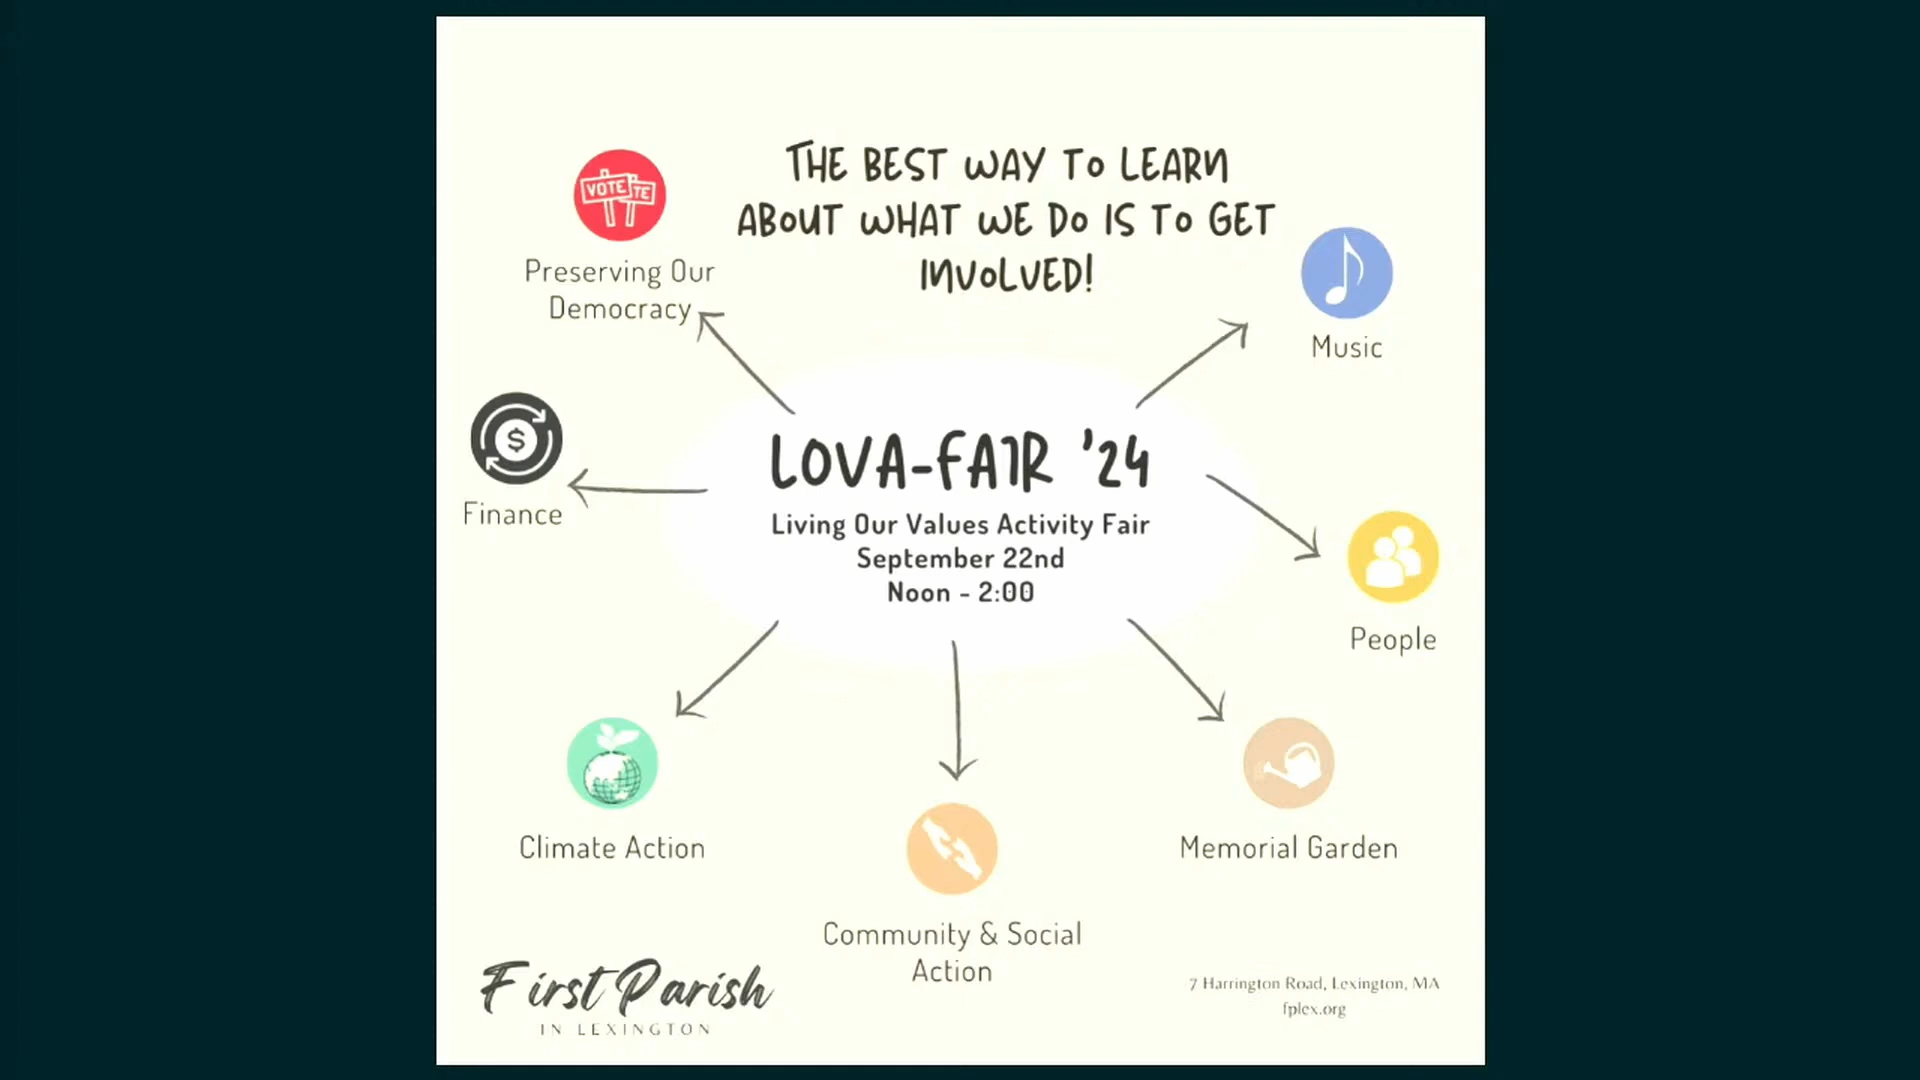 THE BEST WAY TO LEARN
ABOUT WHAT WE DO IS TO GET
INVOLVED!
VOTE TE
Preserving Our
Democracy
Music
$
Finance
LOVA-FAIR '24
Living Our Values Activity Fair
September 22nd
Noon - 2:00
People
Climate Action
Memorial Garden
Community & Social
Action
First Parish
IN LEXINGTON
7 Harrington Road, Lexington, MA
fplex.org